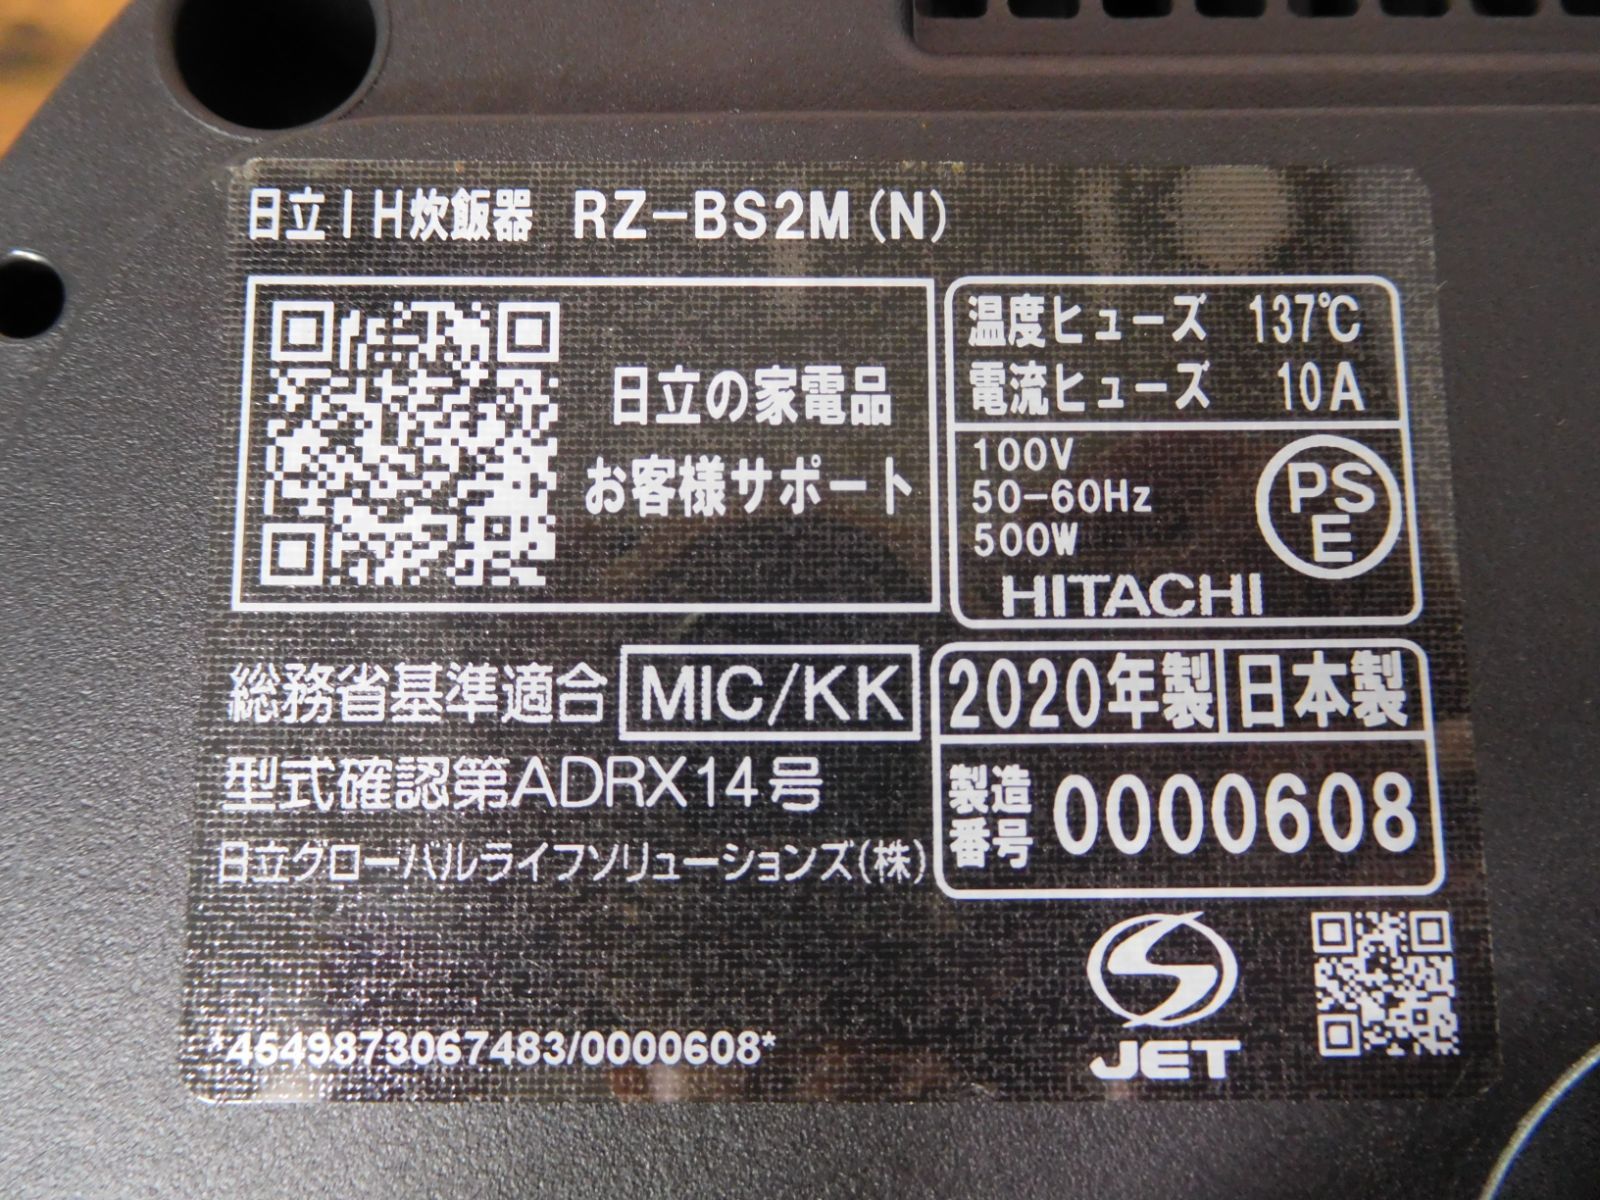 日立IH炊飯器 RZ-BS2M(N)
日立の家電品
お客様サポート
温度ヒューズ 137℃
電流ヒューズ 10A
100V
50-60Hz
500W
PS
E
HITACHI
総務省基準適合 MIC/KK
型式確認第ADRX14号
日立グローバルライフソリューションズ(株)
2020年製 日本製
製造番号 0000608
JET
*4549873067483/0000608*